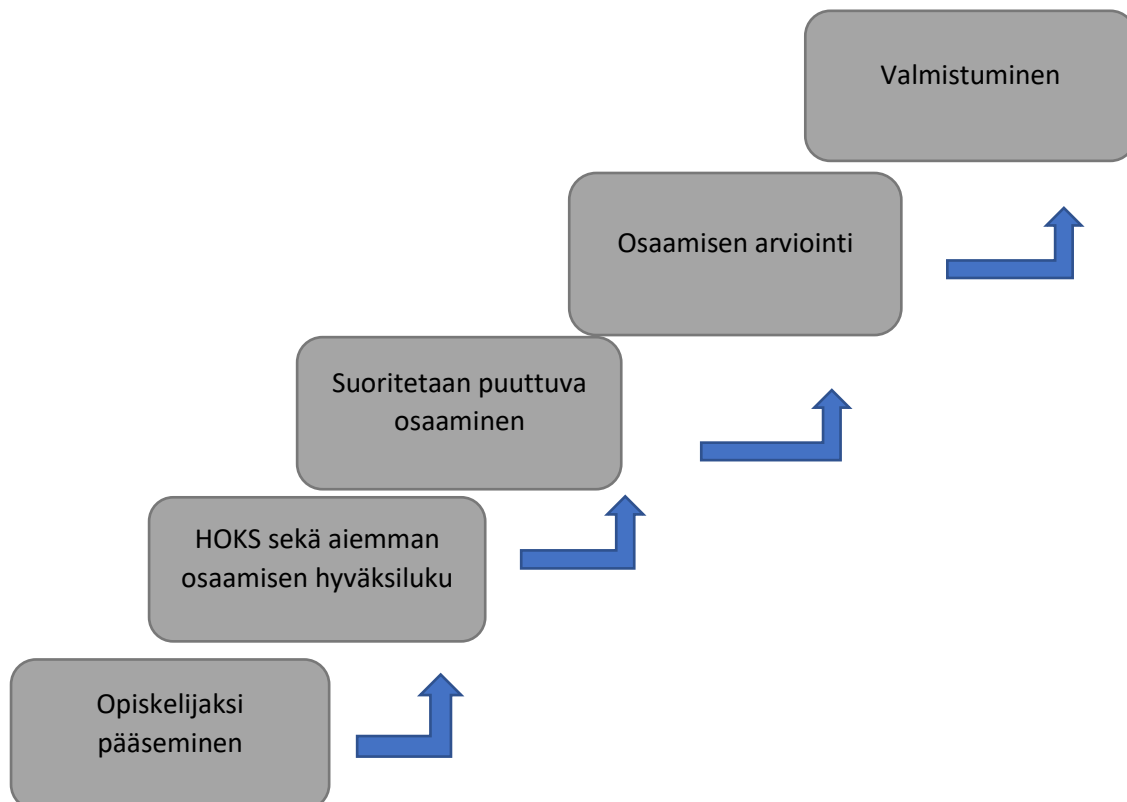 Valmistuminen
Osaamisen arviointi
Suoritetaan puuttuva
osaaminen
HOKS sekä aiemman
osaamisen hyväksiluku
Opiskelijaksi
pääseminen